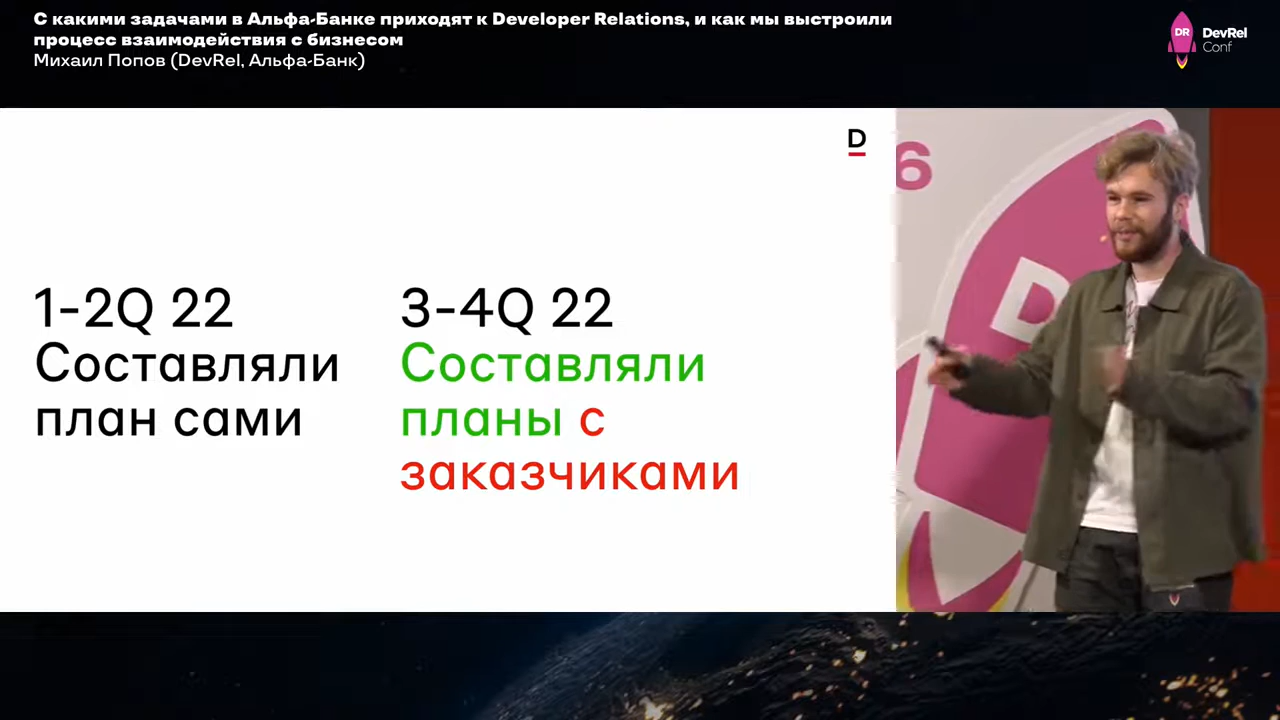 С какими задачами в Альфа-Банке приходят к Developer Relations, и как мы выстроили
процесс взаимодействия с бизнесом
Михаил Попов (DevRel, Альфа-Банк)
DR
DevRel
Conf
D
1-2Q 22
Составляли
план сами
3-4Q 22
Составляли
планы с
заказчиками
6
D